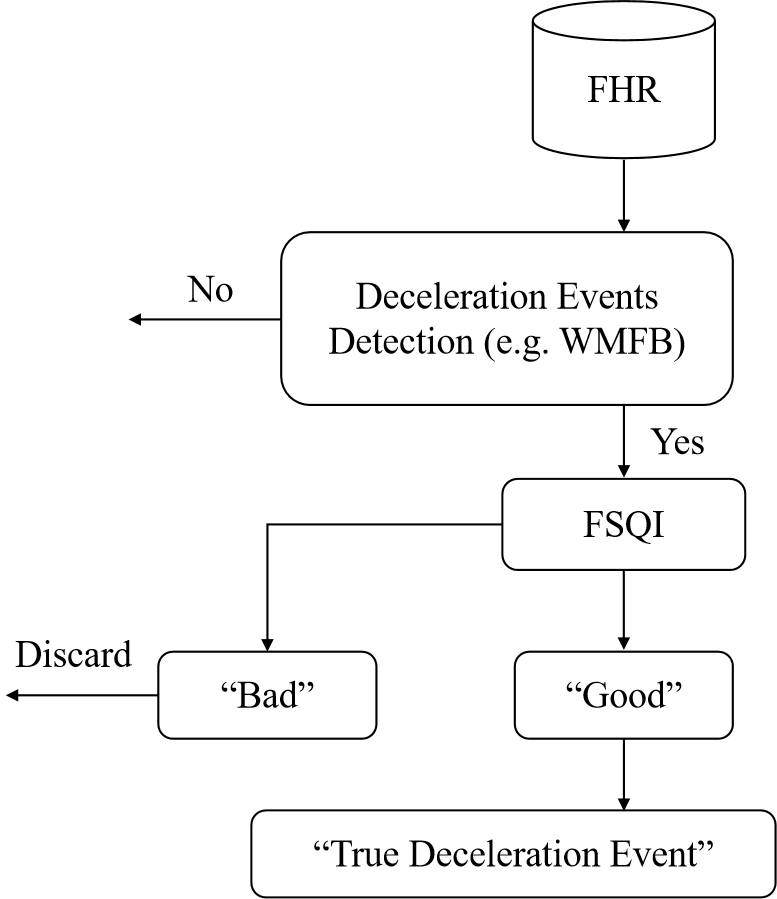 FHR
No
Deceleration Events
Detection (e.g. WMFB)
Yes
FSQI
Discard
“Bad”
“Good”
“True Deceleration Event”